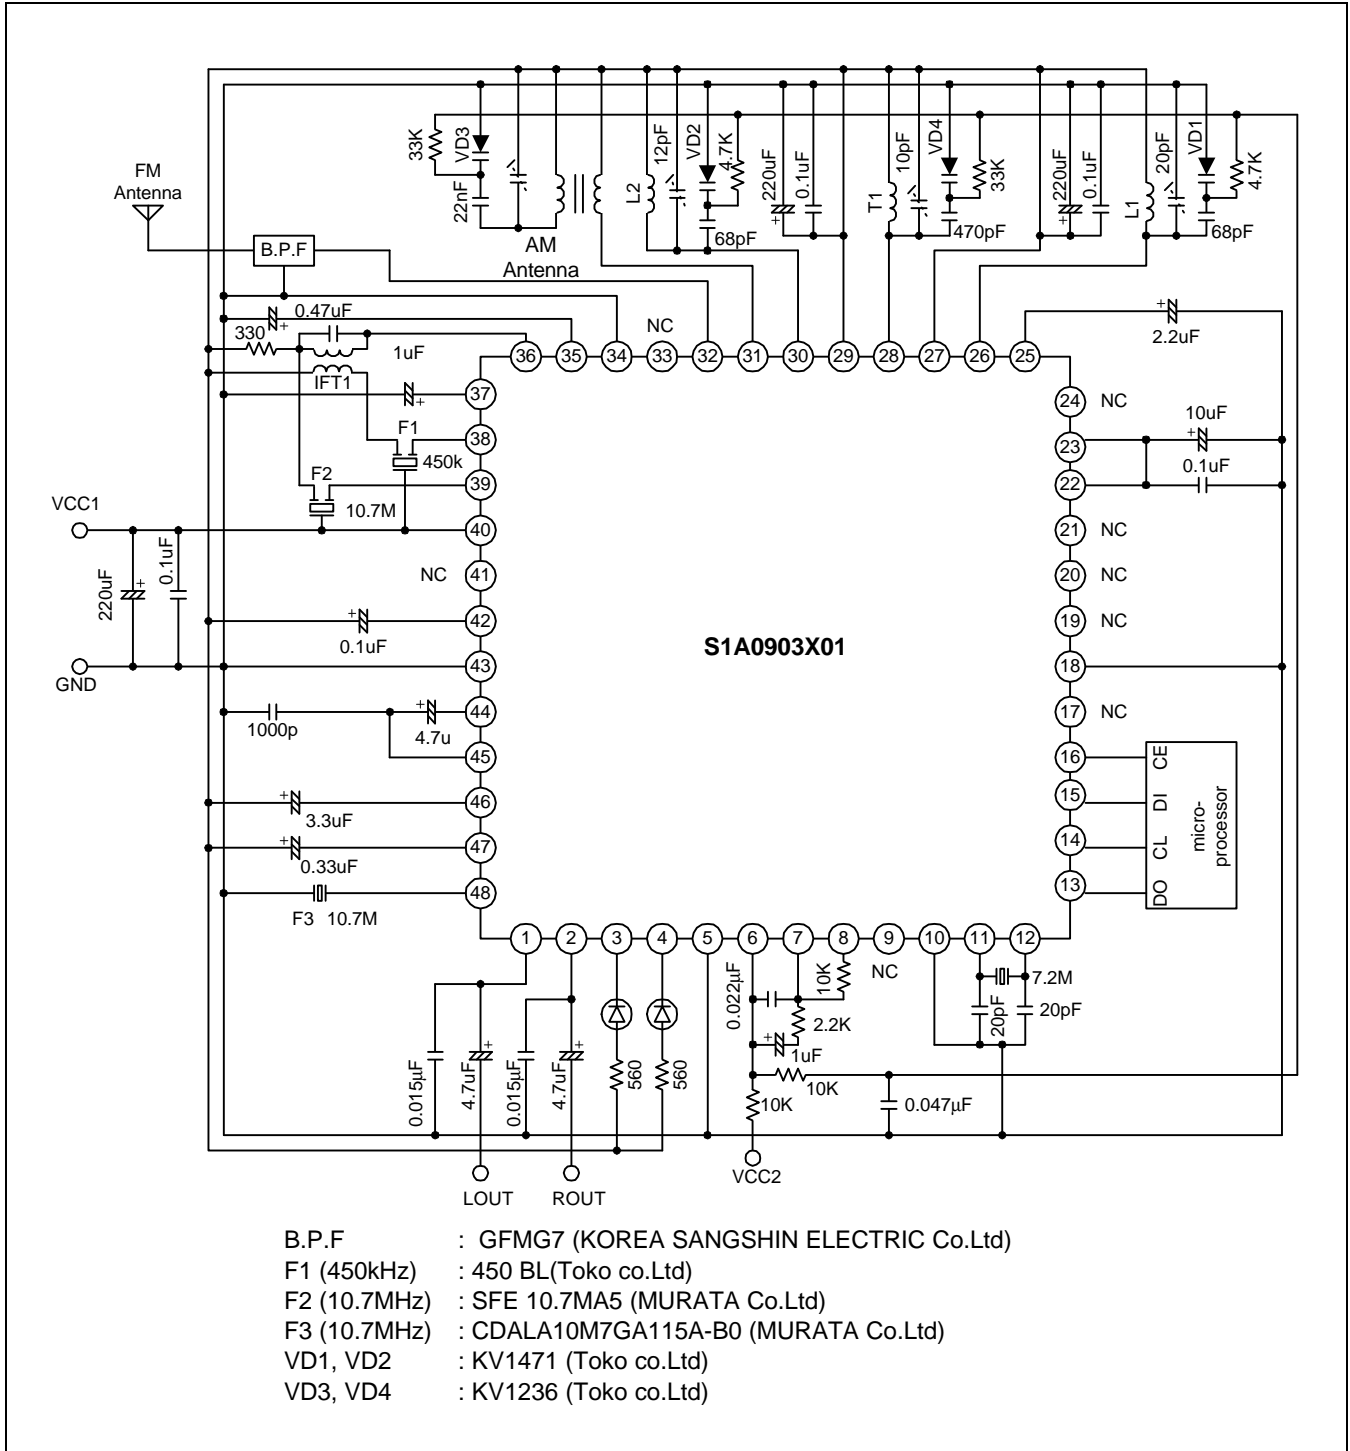 33K
VD3
22nF
L2
12pF
VD2
4.7K
68pF
220uF
0.1uF
T1
10pF
VD4
33K
470pF
220uF
0.1uF
L1
20pF
VD1
4.7K
68pF
FM
Antenna
B.P.F
AM
Antenna
0.47uF
+
330
1uF
IFT1
NC
+
2.2uF
36 35 34 33 32 31 30 29 28 27 26 25
37
+
38
F1
450k
39
F2
10.7M
40
VCC1
41
NC
220uF
+
0.1uF
42
+
0.1uF
43
GND
44
1000p
+
4.7u
45
46
+
3.3uF
47
+
0.33uF
48
F3 10.7M
S1A0903X01
24 NC
23
10uF
+
22
0.1uF
21 NC
20 NC
19 NC
18
17 NC
16 CE
15 DI
14 CL
13 DO
micro-
processor
1 2 3 4 5 6 7 8 9 10 11 12
NC
0.015µF
4.7uF
+
0.015µF
4.7uF
+
560
560
0.022µF
10K
2.2K
+
1uF
10K
10K
0.047µF
7.2M
20pF
20pF
VCC2
LOUT
ROUT
B.P.F : GFMG7 (KOREA SANGSHIN ELECTRIC Co.Ltd)
F1 (450kHz) : 450 BL(Toko co.Ltd)
F2 (10.7MHz) : SFE 10.7MA5 (MURATA Co.Ltd)
F3 (10.7MHz) : CDALA10M7GA115A-B0 (MURATA Co.Ltd)
VD1, VD2 : KV1471 (Toko co.Ltd)
VD3, VD4 : KV1236 (Toko co.Ltd)